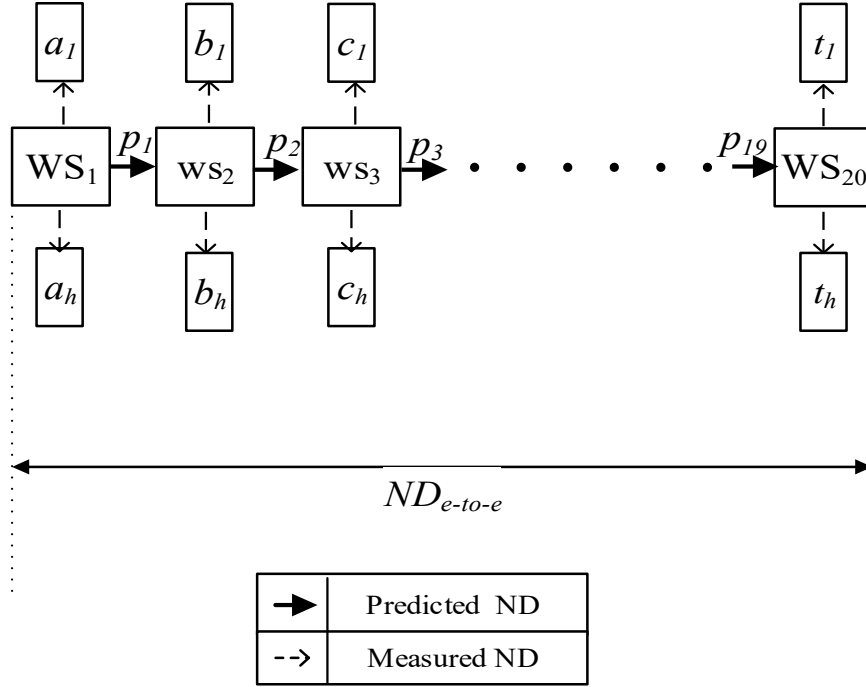 a1 b1 c1 t1
p1 p2 p3 p19
WS1 ws2 ws3 WS20
ah bh ch th
NDe-to-e
Predicted ND
Measured ND